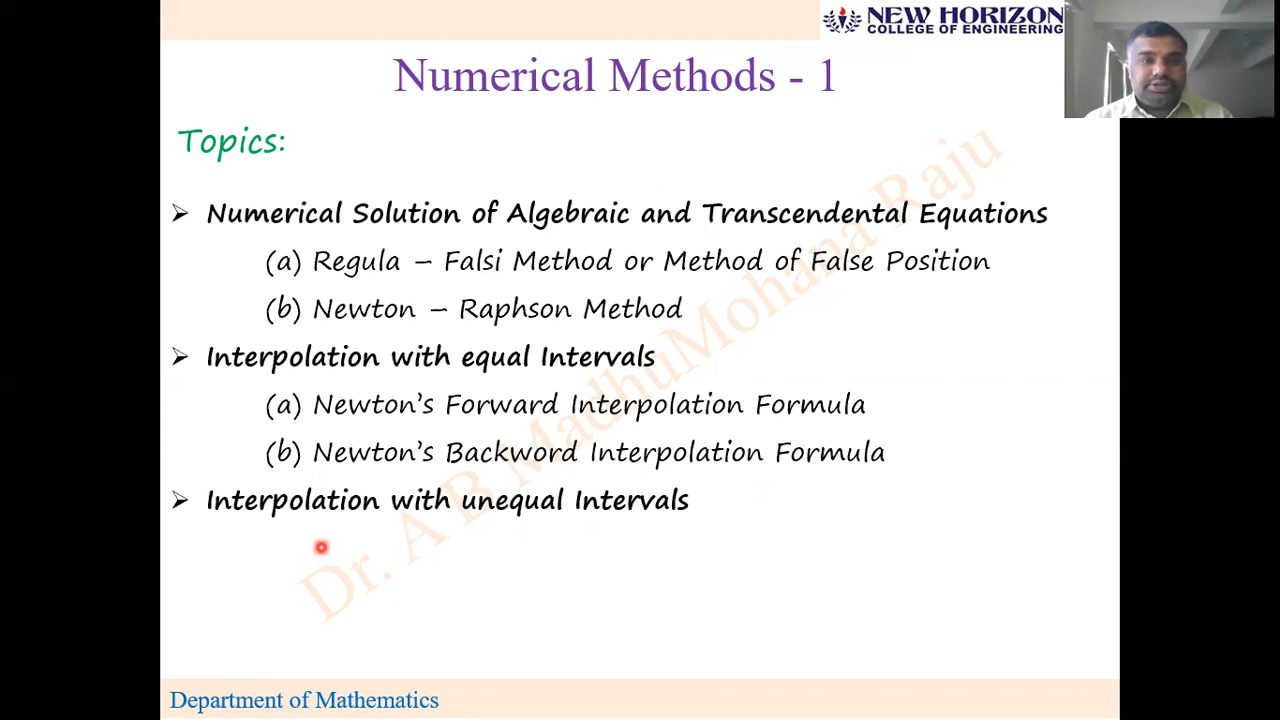 NEW HORIZON
COLLEGE OF ENGINEERING
Numerical Methods - 1
Topics:
➢ Numerical Solution of Algebraic and Transcendental Equations
(a) Regula – Falsi Method or Method of False Position
(b) Newton – Raphson Method
➢ Interpolation with equal Intervals
(a) Newton's Forward Interpolation Formula
(b) Newton's Backword Interpolation Formula
➢ Interpolation with unequal Intervals
Dr. A B MadhuMohana Raju
Department of Mathematics